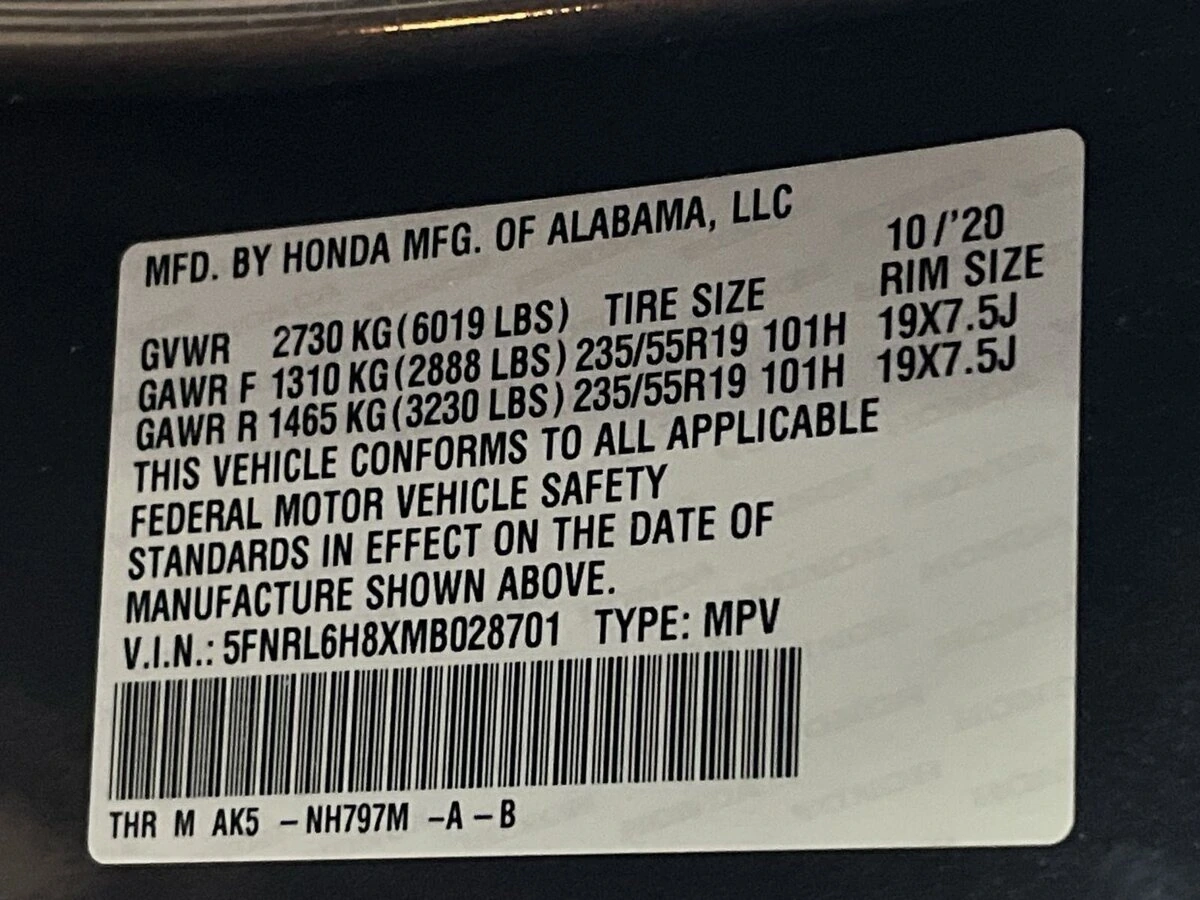 MFD. BY HONDA MFG. OF ALABAMA, LLC 10/'20
GVWR 2730 KG(6019 LBS) TIRE SIZE RIM SIZE
GAWR F 1310 KG(2888 LBS) 235/55R19 101H 19X7.5J
GAWR R 1465 KG(3230 LBS) 235/55R19 101H 19X7.5J
THIS VEHICLE CONFORMS TO ALL APPLICABLE
FEDERAL MOTOR VEHICLE SAFETY
STANDARDS IN EFFECT ON THE DATE OF
MANUFACTURE SHOWN ABOVE.
V.I.N.: 5FNRL6H8XMB028701 TYPE: MPV
THR M AK5 – NH797M – A – B